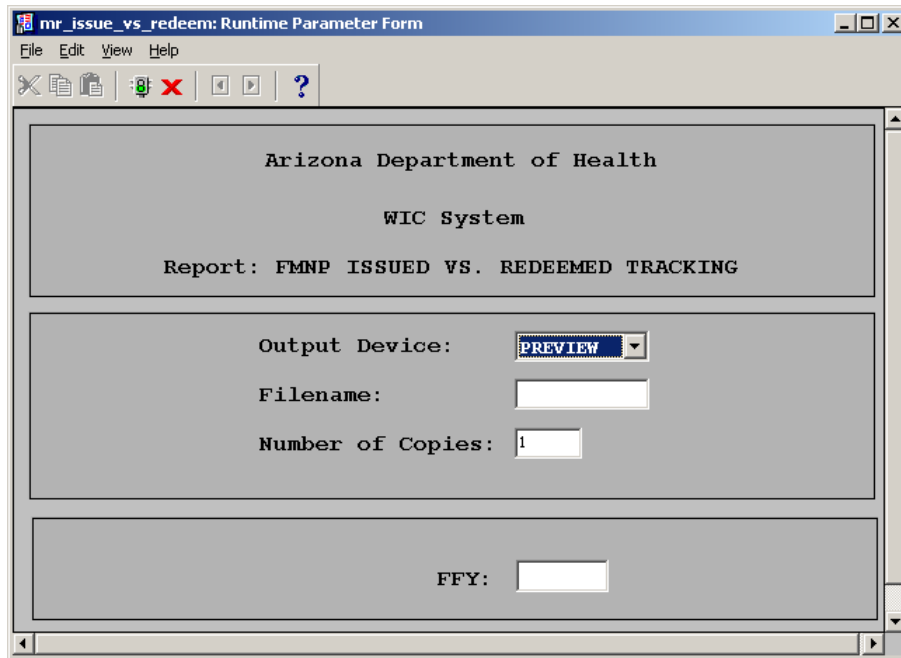 mr_issue_vs_redeem: Runtime Parameter Form
File Edit View Help
?
Arizona Department of Health
WIC System
Report: FMNP ISSUED VS. REDEEMED TRACKING
Output Device: PREVIEW
Filename:
Number of Copies: 1
FFY: